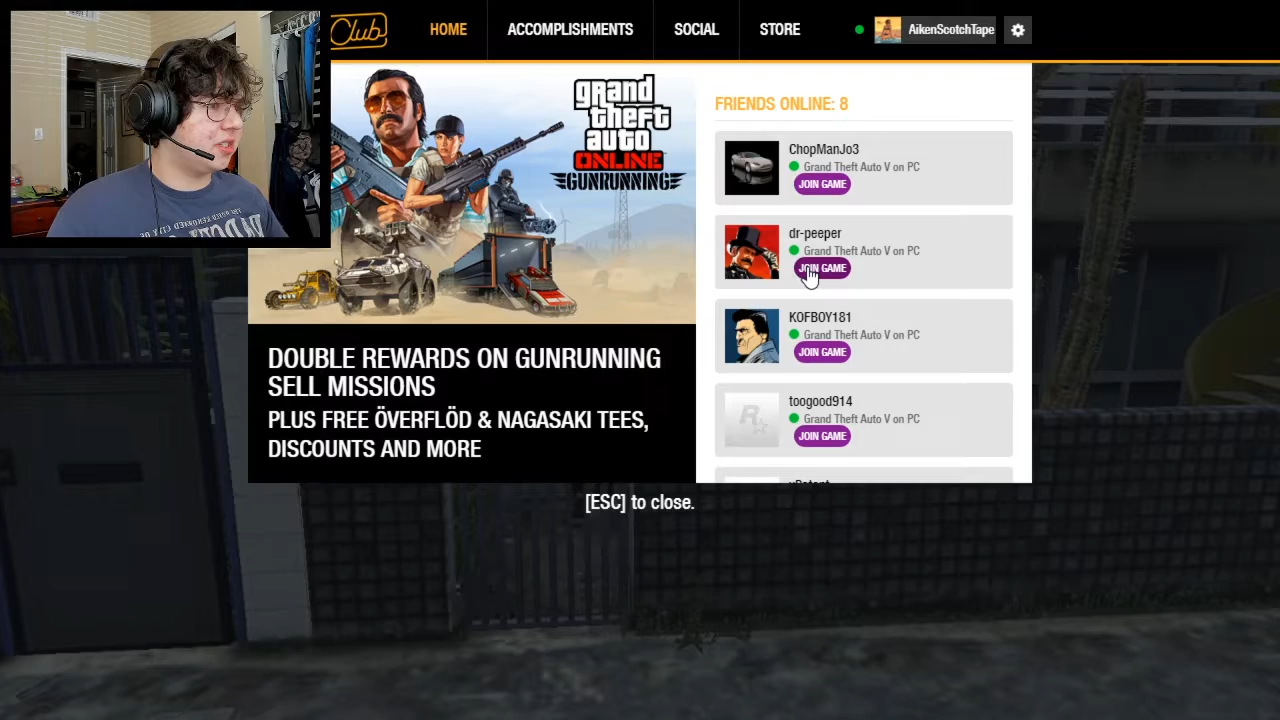 Club
HOME
ACCOMPLISHMENTS
SOCIAL
STORE
AikenScotchTape
grand
theft
auto
ONLINE
GUNRUNNING
DOUBLE REWARDS ON GUNRUNNING
SELL MISSIONS
PLUS FREE ÖVERFLÖD & NAGASAKI TEES,
DISCOUNTS AND MORE
FRIENDS ONLINE: 8
ChopManJo3
Grand Theft Auto V on PC
JOIN GAME
dr-peeper
Grand Theft Auto V on PC
JOIN GAME
KOFBOY181
Grand Theft Auto V on PC
JOIN GAME
toogood914
Grand Theft Auto V on PC
JOIN GAME
[ESC] to close.